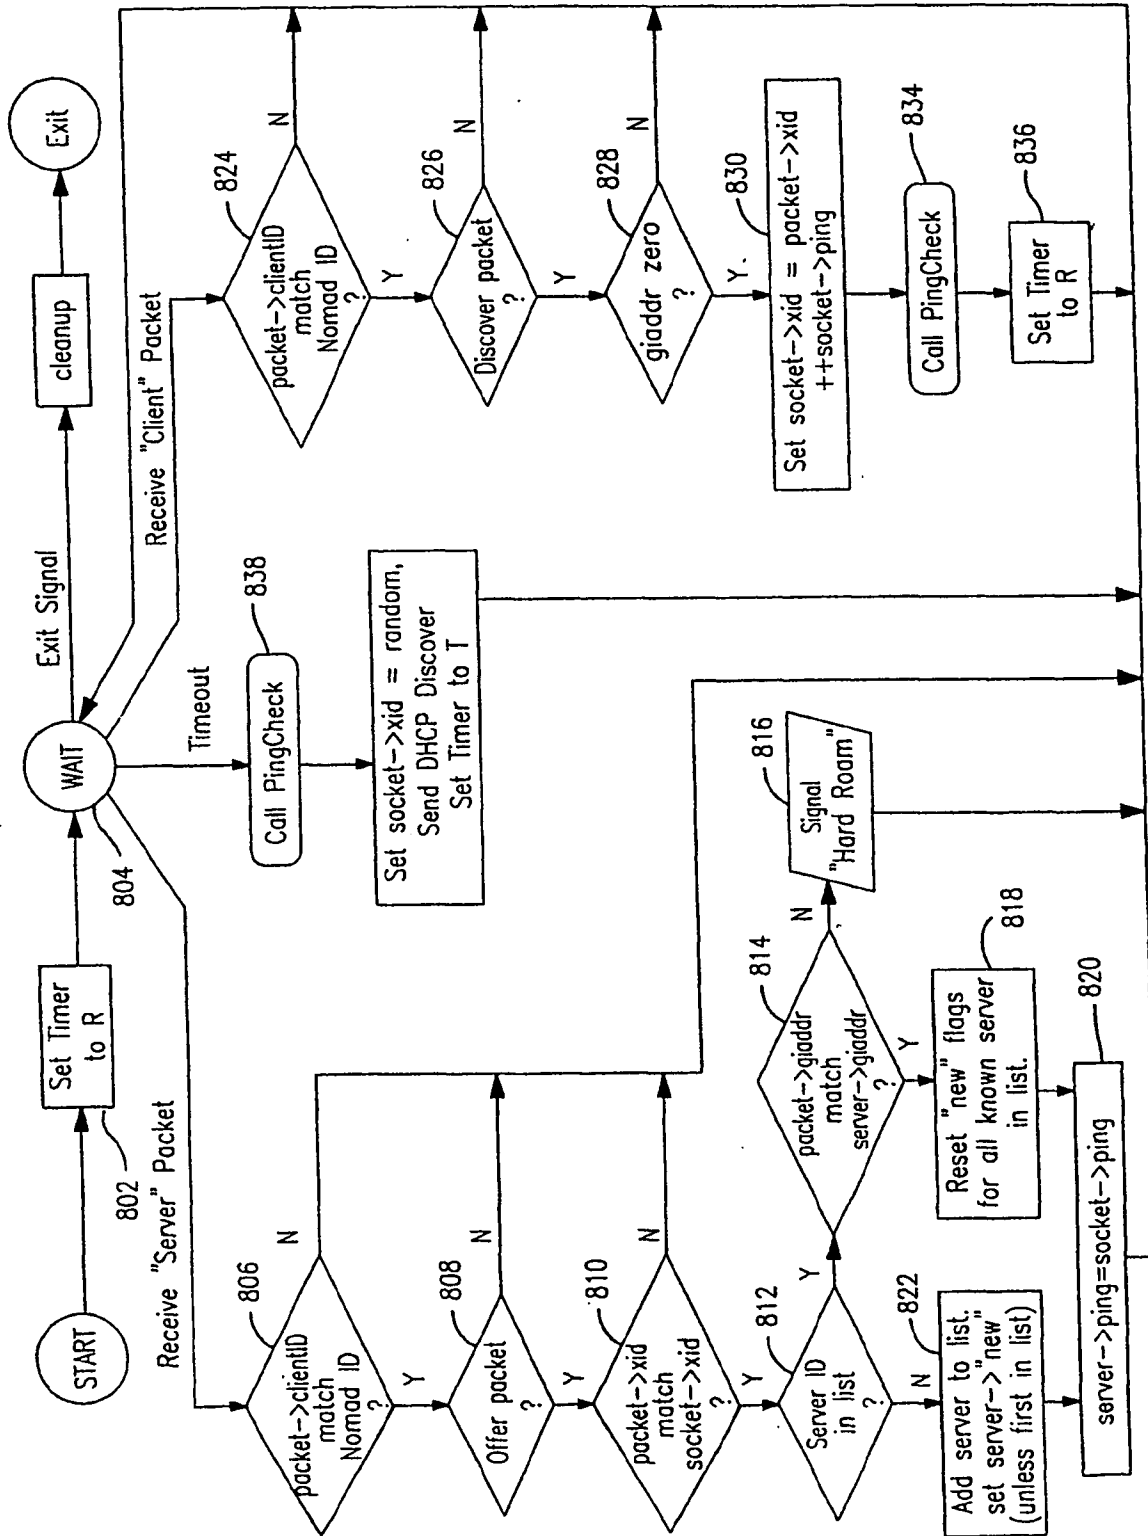 START
Set Timer
to R
802
WAIT
804
Exit Signal
cleanup
Exit
Receive "Server" Packet
Timeout
Receive "Client" Packet
packet->clientID
match
Nomad ID
?
806
N
Y
Offer packet
?
808
N
Y
packet->xid
match
socket->xid
?
810
N
Y
Server ID
in list
?
812
Y
N
packet->giaddr
match
server->giaddr
?
814
N
Y
Signal
"Hard Roam"
816
Reset "new" flags
for all known server
in list.
818
Add server to list.
set server->"new"
(unless first in list)
822
server->ping=socket->ping
820
Call PingCheck
838
Set socket->xid = random,
Send DHCP Discover
Set Timer to T
packet->clientID
match
Nomad ID
?
824
N
Y
Discover packet
?
826
N
Y
giaddr zero
?
828
N
Y
Set socket->xid = packet->xid
++socket->ping
830
Call PingCheck
834
Set Timer
to R
836